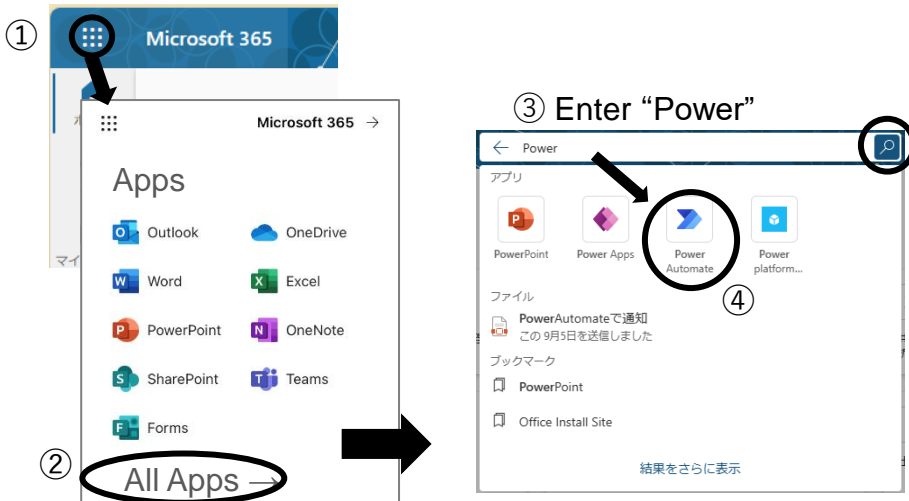 ①
Microsoft 365
Microsoft 365 →
Apps
Outlook
OneDrive
マイ
Word
Excel
PowerPoint
OneNote
SharePoint
Teams
Forms
②
All Apps →
③ Enter “Power”
← Power
アプリ
PowerPoint
Power Apps
Power
Automate
Power
platform...
④
ファイル
PowerAutomateで通知
この 9月5日を送信しました
ブックマーク
PowerPoint
Office Install Site
結果をさらに表示